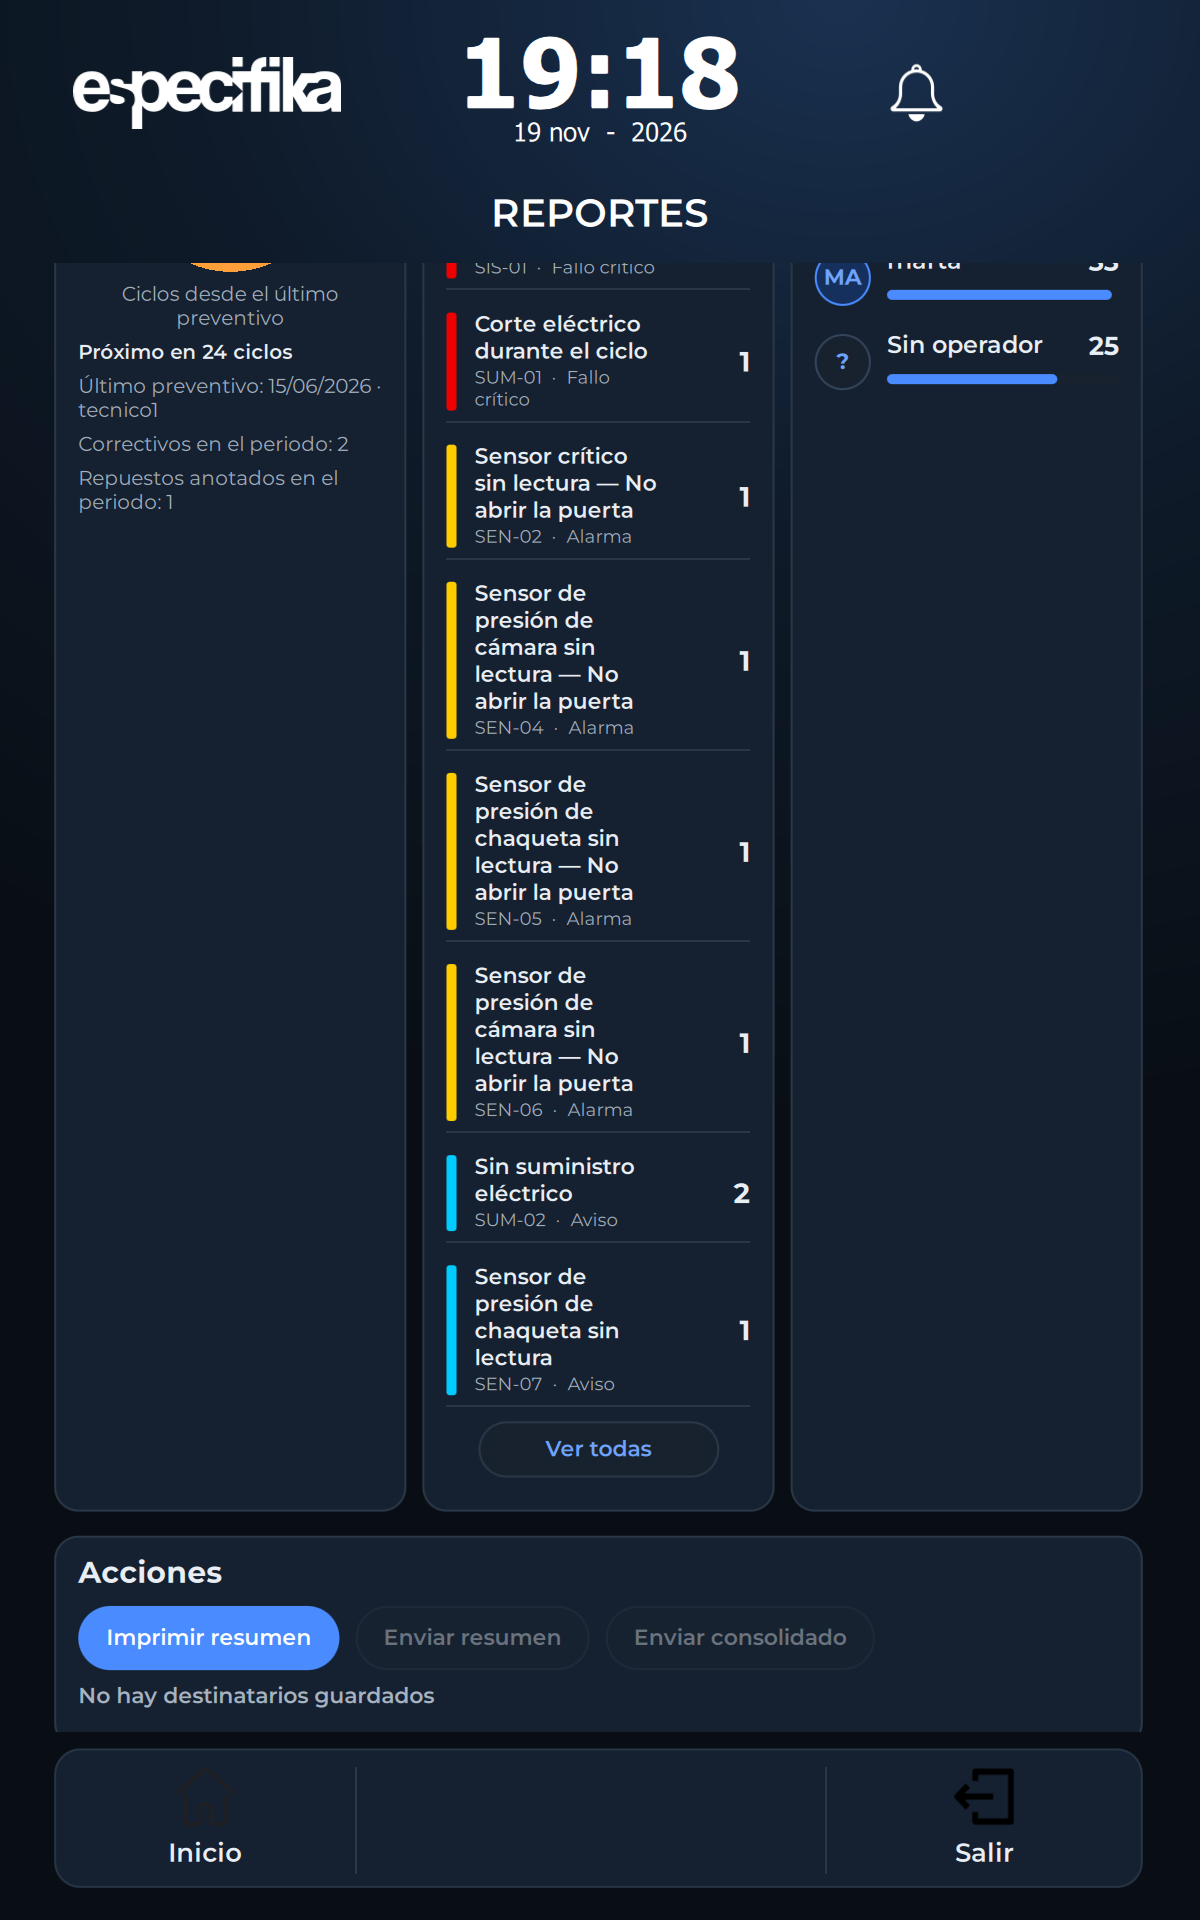 especifika
19:18
19 nov - 2026
REPORTES
Ciclos desde el último
preventivo
Próximo en 24 ciclos
Último preventivo: 15/06/2026 ·
tecnico1
Correctivos en el periodo: 2
Repuestos anotados en el
periodo: 1
SIS-01 · Fallo crítico
Corte eléctrico
durante el ciclo
SUM-01 · Fallo
crítico
1
Sensor crítico
sin lectura — No
abrir la puerta
SEN-02 · Alarma
1
Sensor de
presión de
cámara sin
lectura — No
abrir la puerta
SEN-04 · Alarma
1
Sensor de
presión de
chaqueta sin
lectura — No
abrir la puerta
SEN-05 · Alarma
1
Sensor de
presión de
cámara sin
lectura — No
abrir la puerta
SEN-06 · Alarma
1
Sin suministro
eléctrico
SUM-02 · Aviso
2
Sensor de
presión de
chaqueta sin
lectura
SEN-07 · Aviso
1
Ver todas
MA
marta
?
Sin operador
25
Acciones
Imprimir resumen
Enviar resumen
Enviar consolidado
No hay destinatarios guardados
Inicio
Salir